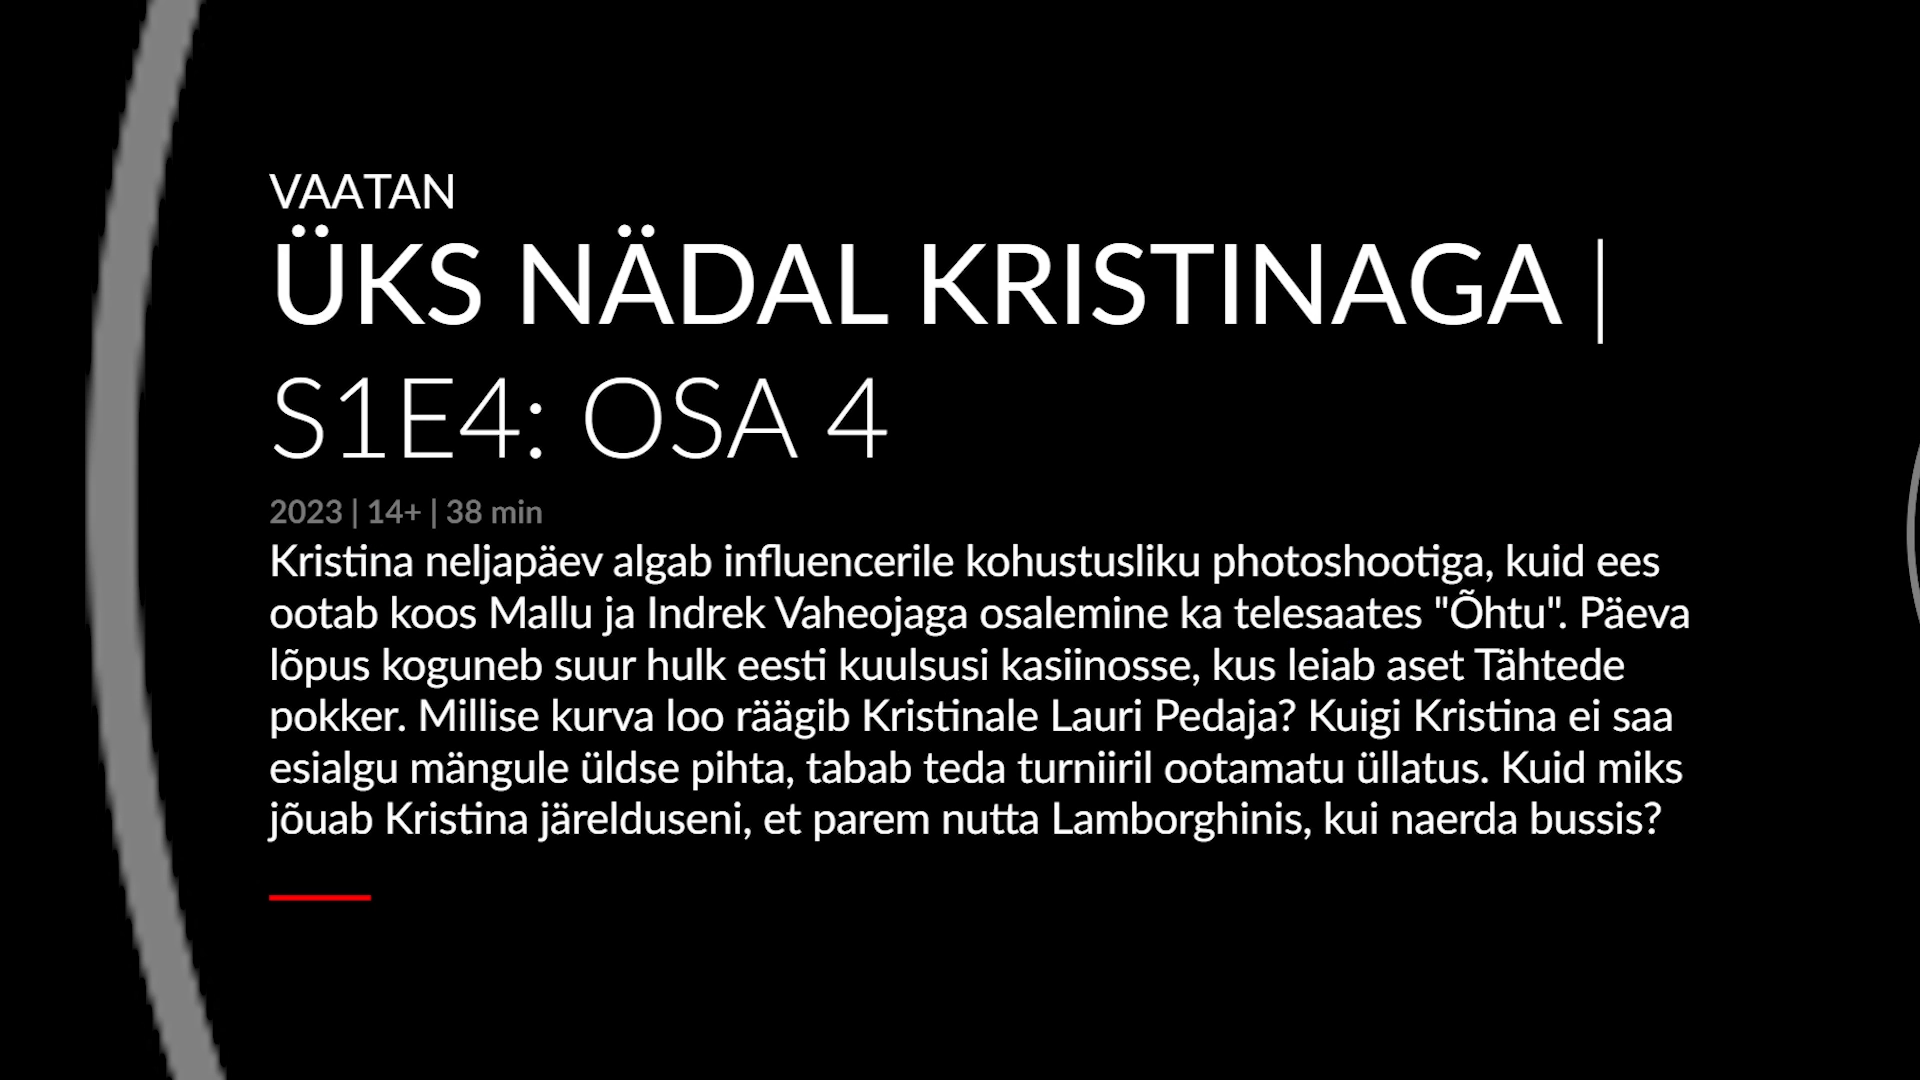 VAATAN
ÜKS NÄDAL KRISTINAGA |
S1E4: OSA 4
2023 | 14+ | 38 min
Kristina neljapäev algab influencerile kohustusliku photoshootiga, kuid ees
ootab koos Mallu ja Indrek Vaheojaga osalemine ka telesaates "Õhtu". Päeva
lõpus koguneb suur hulk eesti kuulsusi kasiinosse, kus leiab aset Tähtede
pokker. Millise kurva loo räägib Kristinale Lauri Pedaja? Kuigi Kristina ei saa
esialgu mängule üldse pihta, tabab teda turniiril ootamatu üllatus. Kuid miks
jõuab Kristina järelduseni, et parem nutta Lamborghinis, kui naerda bussis?